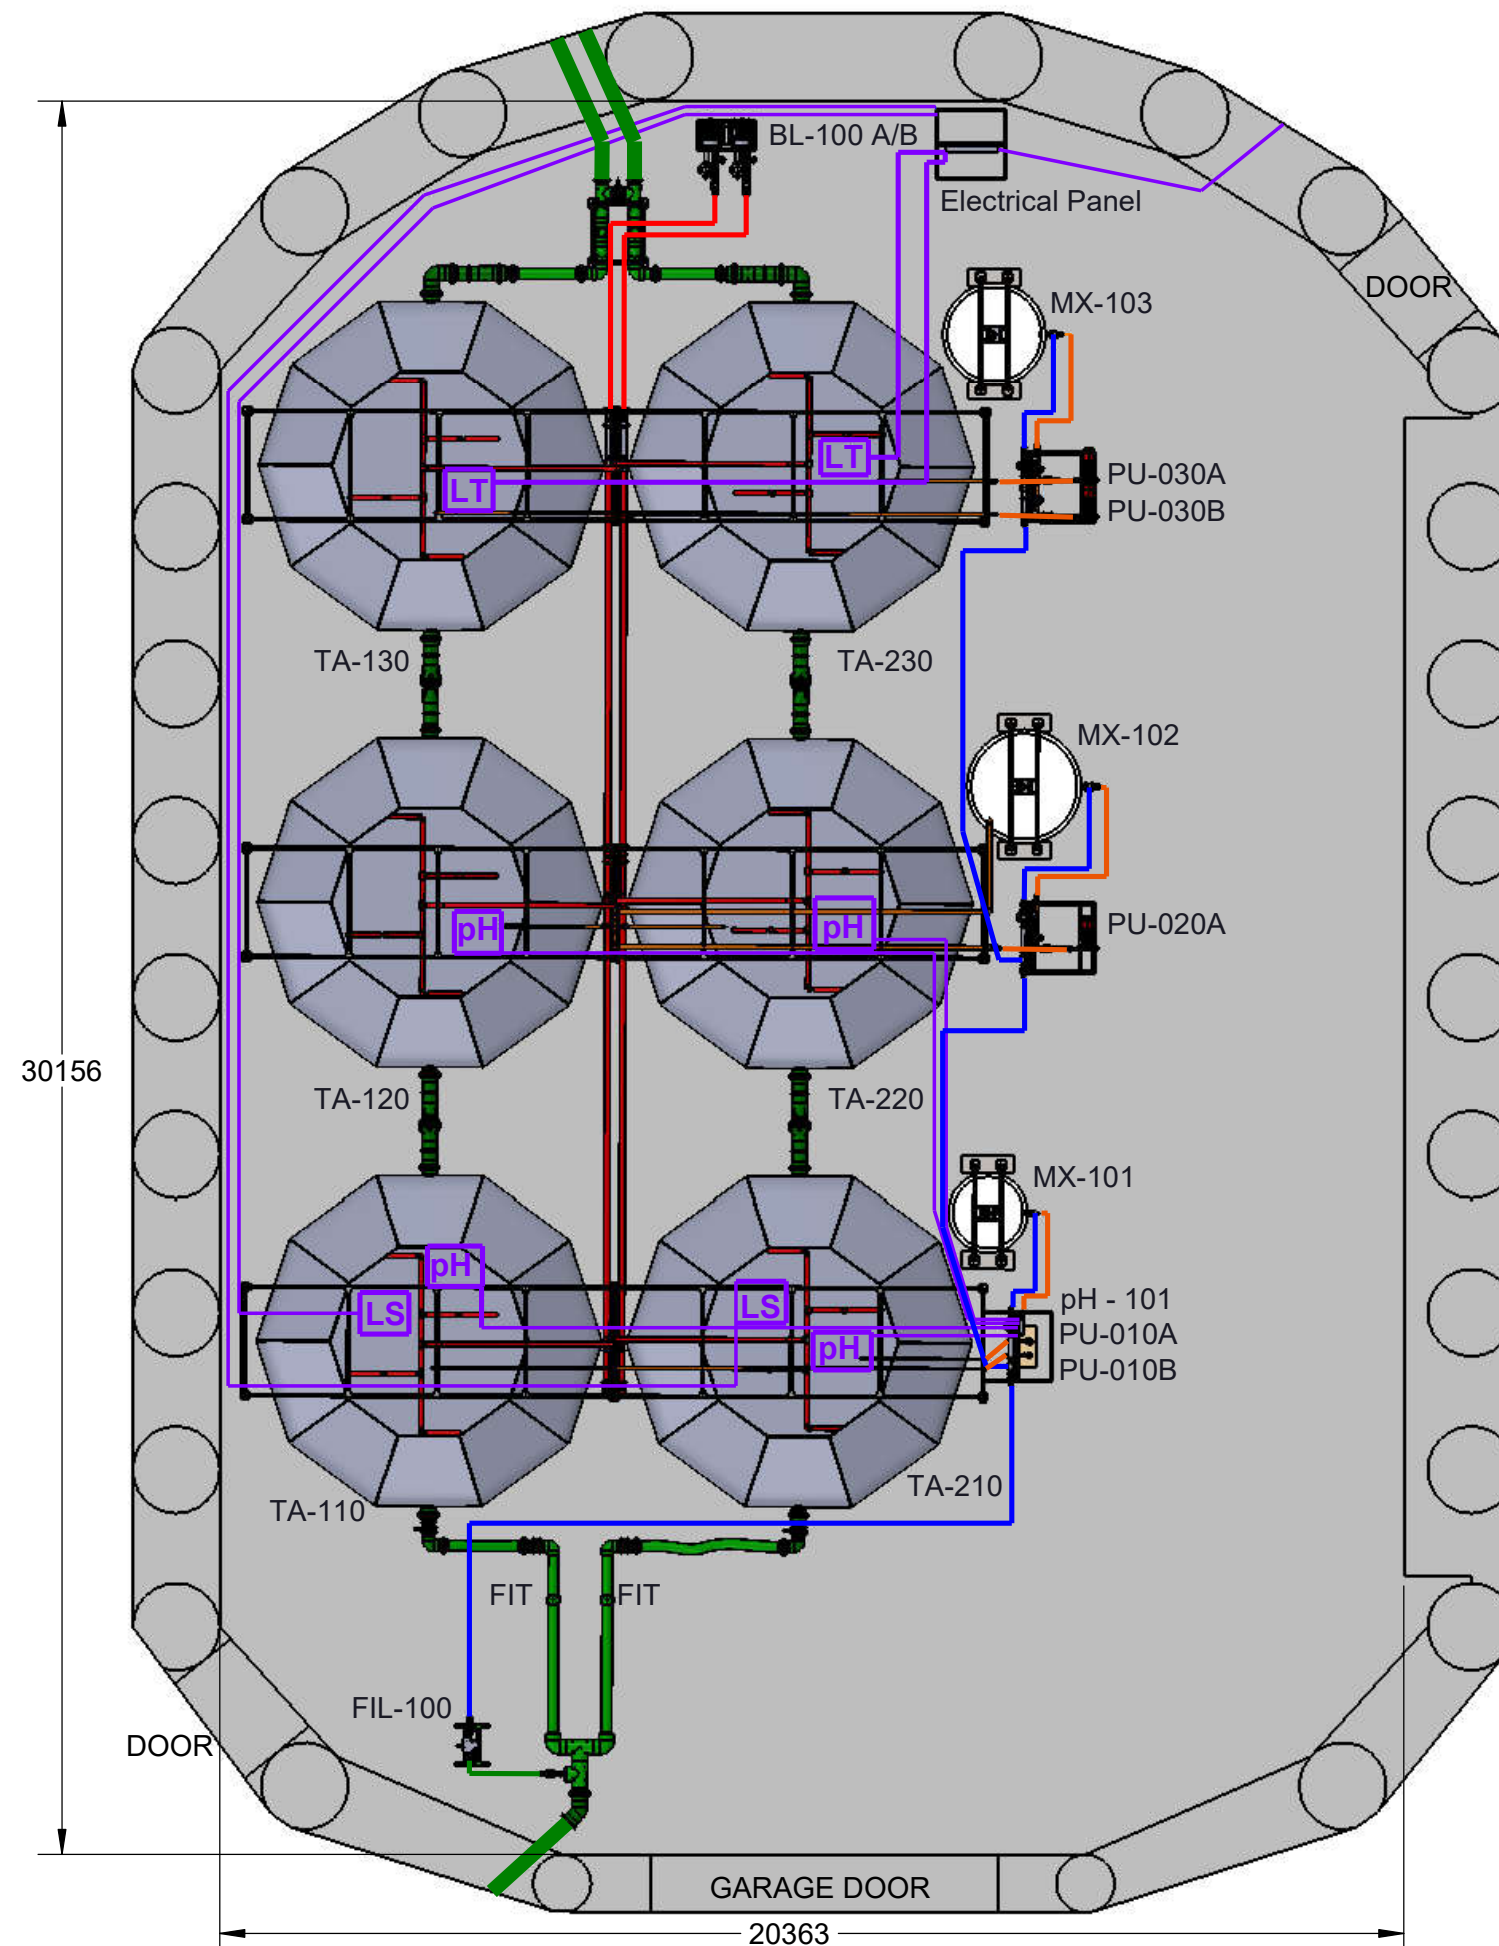 BL-100 A/B
Electrical Panel
DOOR
MX-103
LT
LT
PU-030A
PU-030B
TA-130
TA-230
MX-102
pH
pH
PU-020A
30156
TA-120
TA-220
MX-101
pH
LS
LS
pH
pH - 101
PU-010A
PU-010B
TA-110
TA-210
FIT
FIT
FIL-100
DOOR
GARAGE DOOR
20363